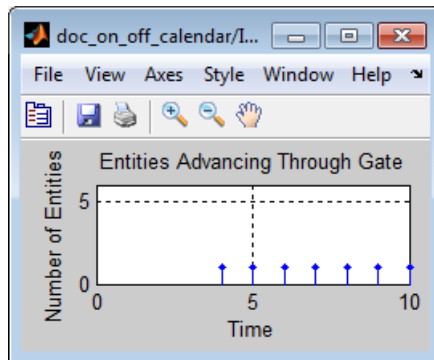 doc_on_off_calendar/I...
File View Axes Style Window Help
Entities Advancing Through Gate
Number of Entities
5
0
0 5 10
Time